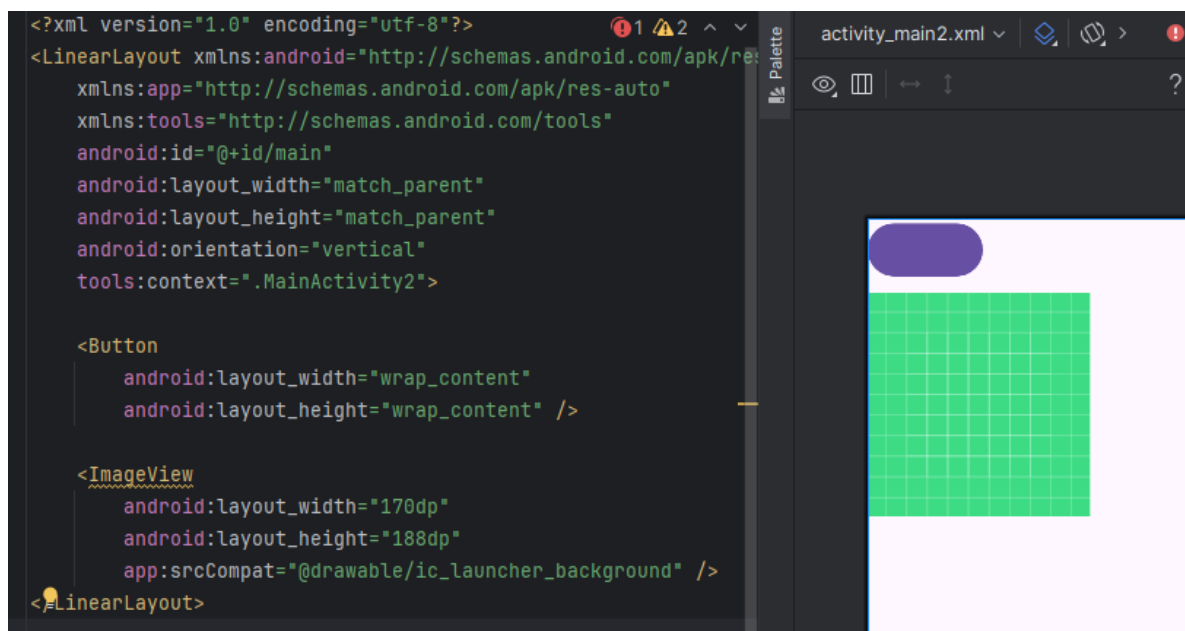 <?xml version="1.0" encoding="utf-8"?>
1 2
<LinearLayout xmlns:android="http://schemas.android.com/apk/res
    xmlns:app="http://schemas.android.com/apk/res-auto"
    xmlns:tools="http://schemas.android.com/tools"
    android:id="@+id/main"
    android:layout_width="match_parent"
    android:layout_height="match_parent"
    android:orientation="vertical"
    tools:context=".MainActivity2">
    <Button
        android:layout_width="wrap_content"
        android:layout_height="wrap_content" />
    <ImageView
        android:layout_width="170dp"
        android:layout_height="188dp"
        app:srcCompat="@drawable/ic_launcher_background" />
</LinearLayout>
Palette
activity_main2.xml
?